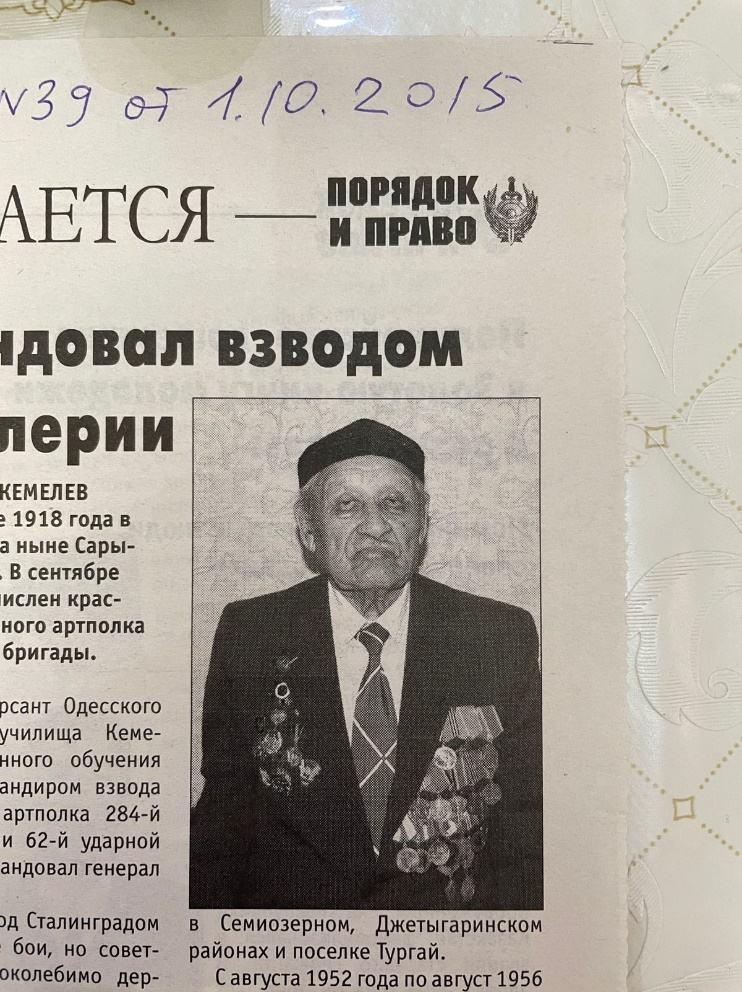 N39 от 1.10.2015
АЕТСЯ
ПОРЯДОК
И ПРАВО
ндовал взводом
лерии
КЕМЕЛЕВ
е 1918 года в
а ныне Сары-
. В сентябре
ислен крас-
ного артполка
бригады.
рсант Одесского
училища Кеме-
нного обучения
андиром взвода
артполка 284-й
и 62-й ударной
андовал генерал
од Сталинградом
е бои, но совет-
околебимо дер-
в Семиозерном, Джетыгаринском
районах и поселке Тургай.
С августа 1952 года по август 1956